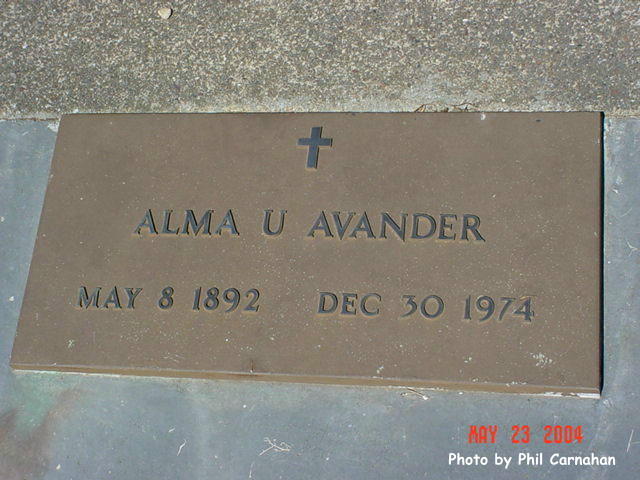 ALMA U AVANDER
MAY 8 1892 DEC 30 1974
MAY 23 2004
Photo by Phil Carnahan